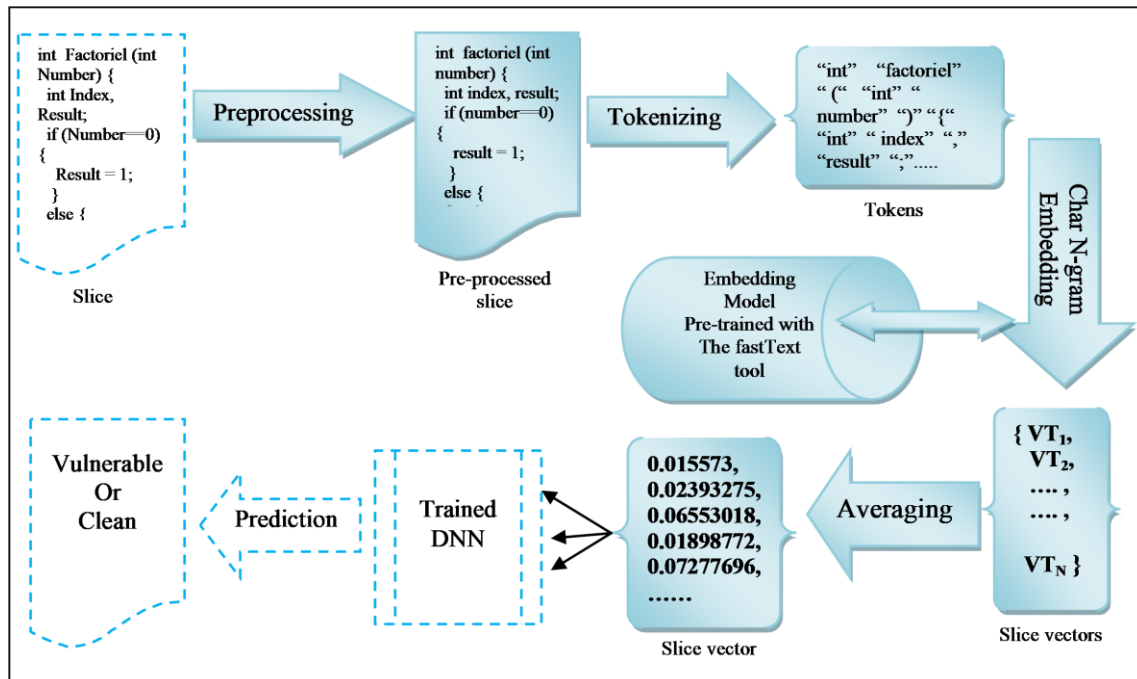 int Factoriel (int
Number) {
int Index,
Result;
if (Number==0)
{
Result = 1;
}
else {
Slice
Preprocessing
int factoriel (int
number) {
int index, result;
if (number==0)
{
result = 1;
}
else {
Pre-processed
slice
Tokenizing
“int” “factoriel”
“ (“ “int” “
number” “)” “{“
“int” “ index” “,”
“result” “;”.....
Tokens
Char N-gram
Embedding
Embedding
Model
Pre-trained with
The fastText
tool
{ VT1,
VT2,
.... ,
.... ,
VTN }
Slice vectors
Averaging
0.015573,
0.02393275,
0.06553018,
0.01898772,
0.07277696,
......
Slice vector
Trained
DNN
Prediction
Vulnerable
Or
Clean